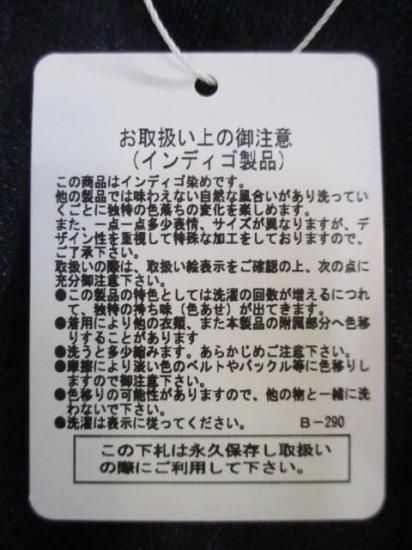 お取扱い上の御注意
(インディゴ製品)
この商品はインディゴ染めです。
他の製品では味わえない自然な風合いがあり洗ってい
くごとに独特の色落ちの変化を楽しめます。
また、一点一点多少表情、サイズが異なりますが、デ
ザイン性を重視して特殊な加工をしておりますので、
ご了承下さい。
取扱いの際は、取扱い絵表示をご確認の上、次の点に
充分御注意下さい。
●この製品の特色としては洗濯の回数が増えるにつれ
て、独特の持ち味(色あせ)が出てきます。
●着用により他の衣類、また本製品の附属部分へ色移
りすることがあります
●洗うと多少縮みます。あらかじめご注意下さい。
●摩擦により淡い色のベルトやバックル等に色移りし
ますので御注意下さい。
●色移りの可能性がありますので、他の物と一緒に洗
わないで下さい。
●洗濯は表示に従ってください。 B-290
この下札は永久保存し取扱い
の際にご利用して下さい。